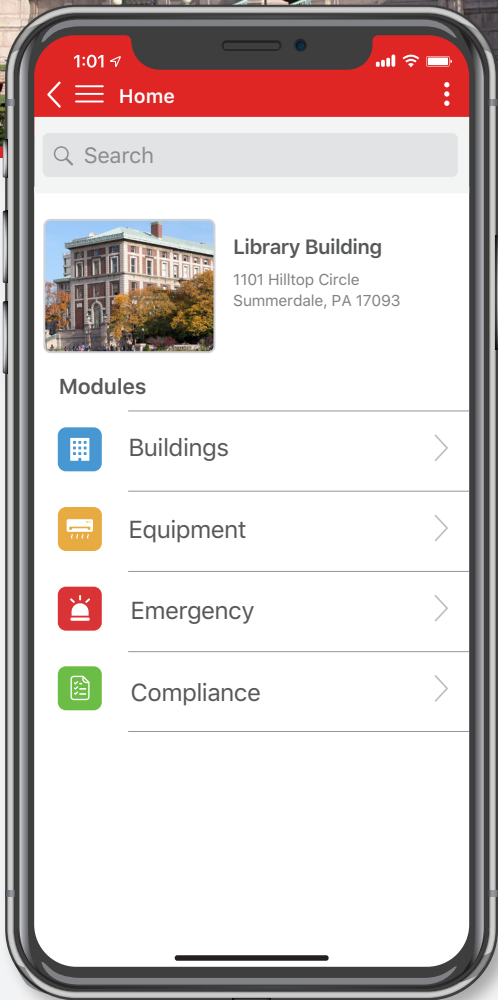 1:01
Home
Search
Library Building
1101 Hilltop Circle
Summerdale, PA 17093
Modules
Buildings
Equipment
Emergency
Compliance